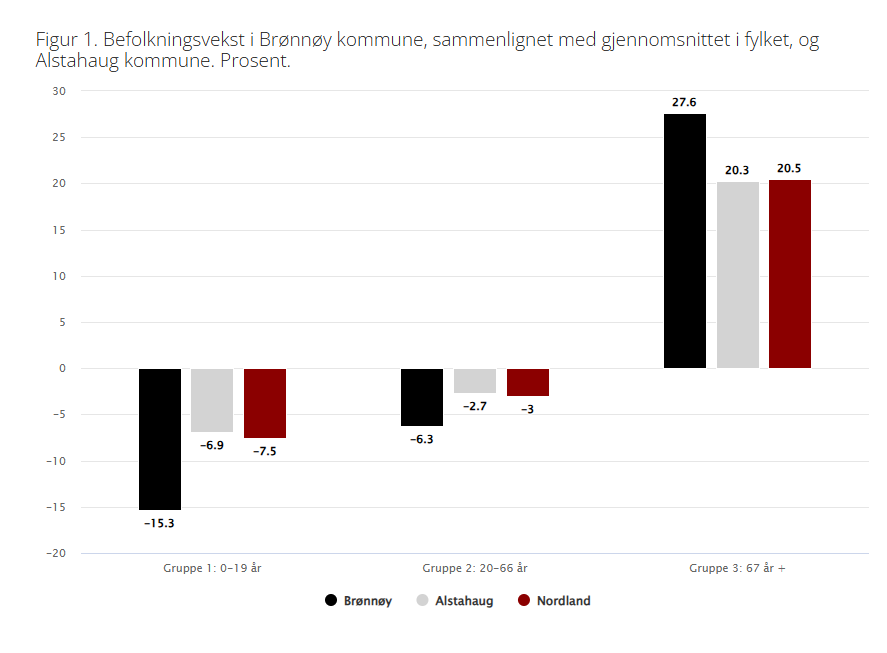 Figur 1. Befolkningsvekst i Brønnøy kommune, sammenlignet med gjennomsnittet i fylket, og
Alstahaug kommune. Prosent.
30
25
20
15
10
5
0
−5
−10
−15
−20
−15.3
−6.9
−7.5
−6.3
−2.7
−3
27.6
20.3
20.5
Gruppe 1: 0-19 år
Gruppe 2: 20-66 år
Gruppe 3: 67 år +
Brønnøy
Alstahaug
Nordland